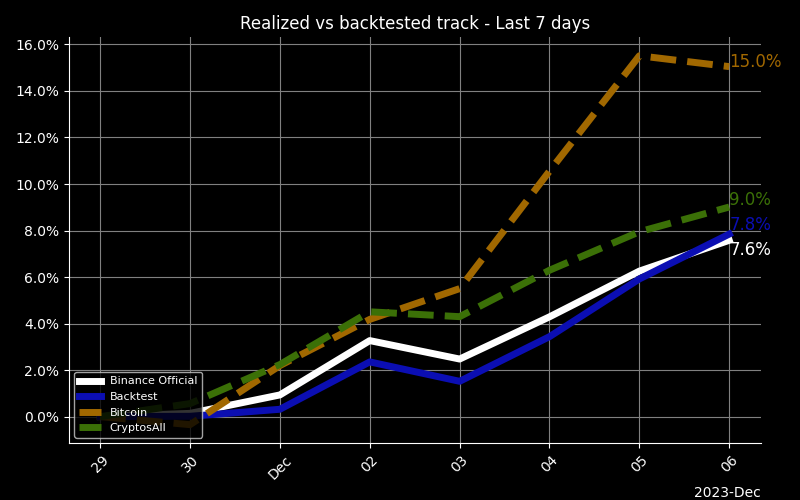 Realized vs backtested track - Last 7 days
16.0%
14.0%
12.0%
10.0%
8.0%
6.0%
4.0%
2.0%
0.0%
15.0%
9.0%
7.8%
7.6%
Binance Official
Backtest
Bitcoin
CryptosAll
29
30
Dec
02
03
04
05
06
2023-Dec